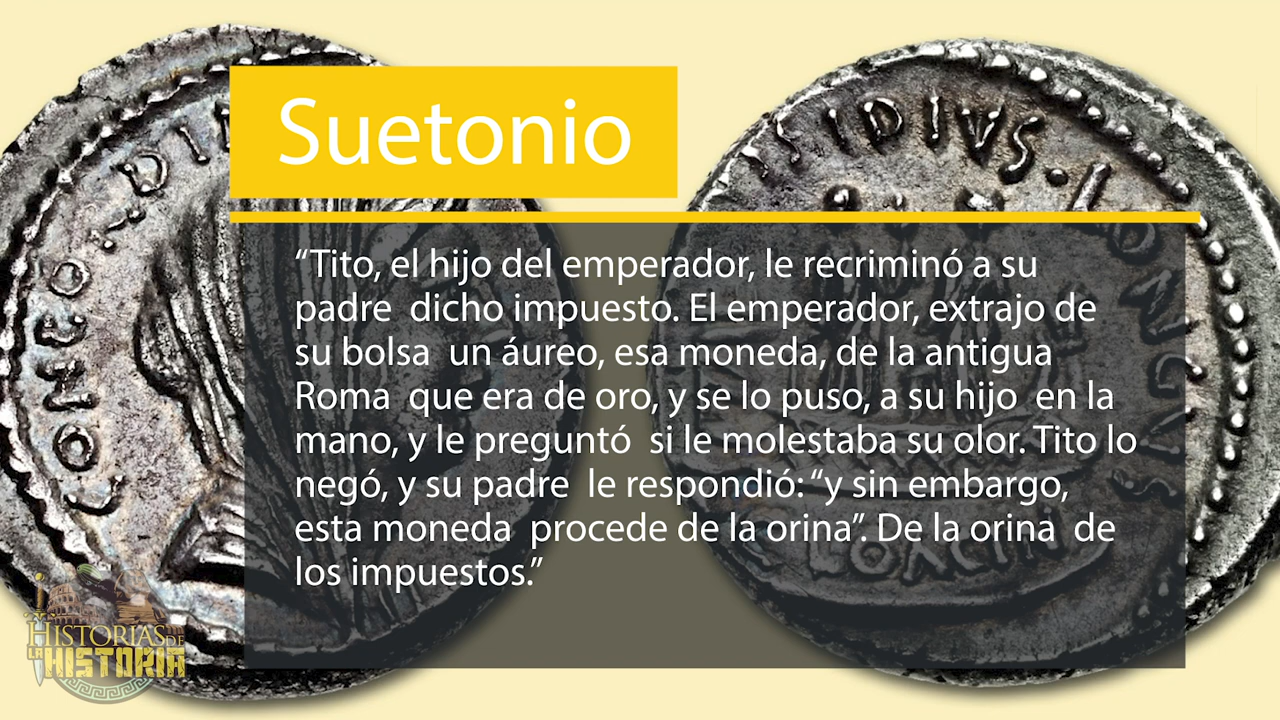 Suetonio
“Tito, el hijo del emperador, le recriminó a su
padre  dicho impuesto. El emperador, extrajo de
su bolsa  un áureo, esa moneda, de la antigua
Roma  que era de oro, y se lo puso, a su hijo  en la
mano, y le preguntó  si le molestaba su olor. Tito lo
negó, y su padre  le respondió: “y sin embargo,
esta moneda  procede de la orina”. De la orina  de
los impuestos.”
HISTORIAS DE
LA HISTORIA
SIDIVS. LONGVS